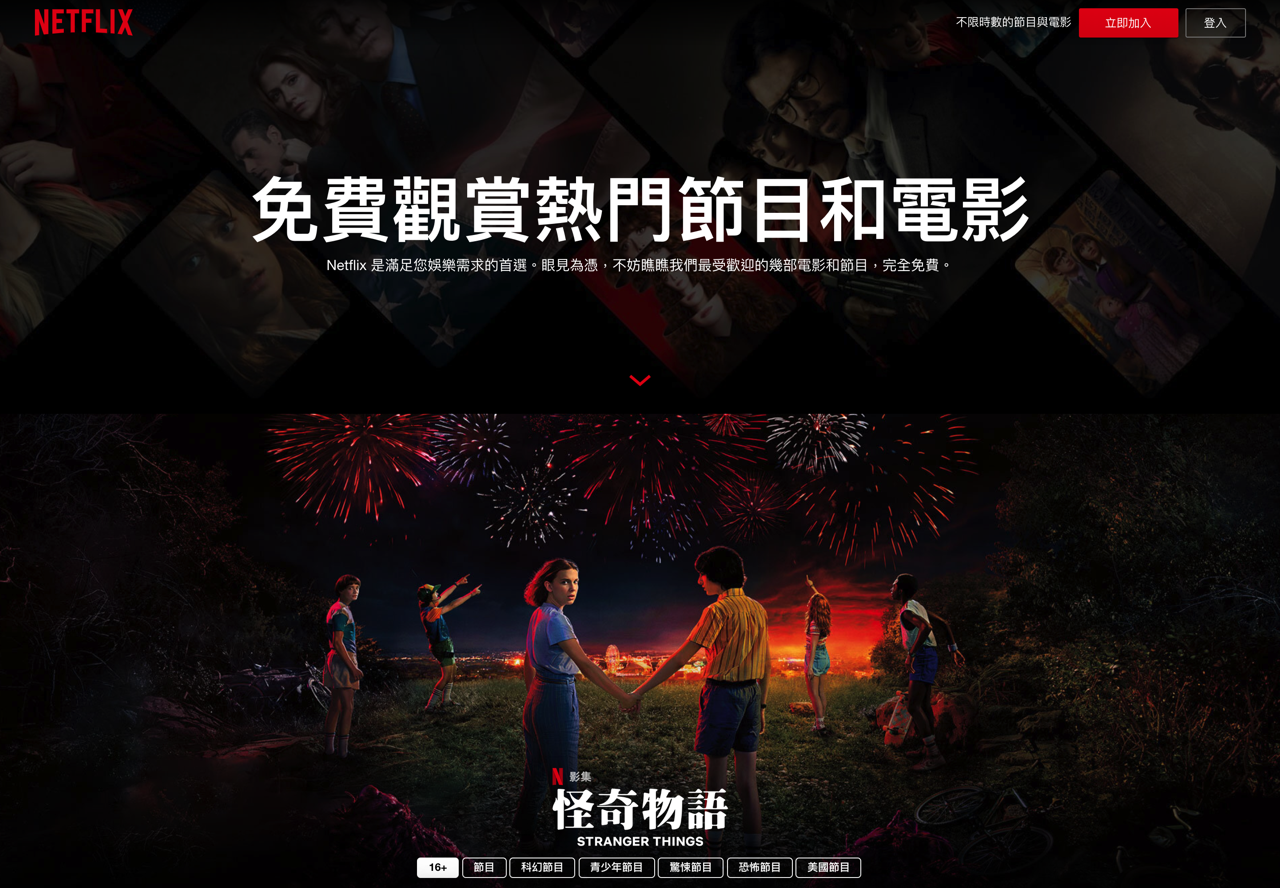 NETFLIX
不限時數的節目與電影 立即加入 登入
免費觀賞熱門節目和電影
Netflix 是滿足您娛樂需求的首選。眼見為憑，不妨瞧瞧我們最受歡迎的幾部電影和節目，完全免費。
N 影集
怪奇物語
STRANGER THINGS
16+ 節目 科幻節目 青少年節目 驚悚節目 恐怖節目 美國節目